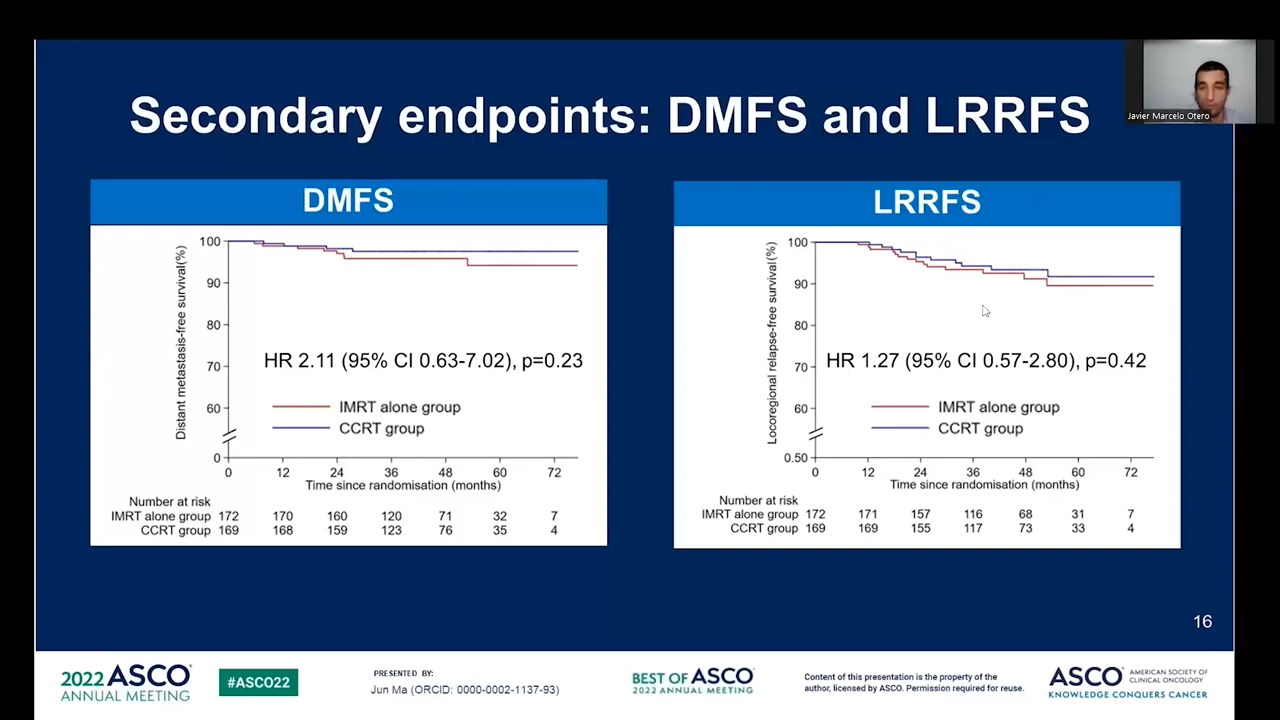 Secondary endpoints: DMFS and LRRFS
Javier Marcelo Otero
DMFS
Distant metastasis-free survival(%)
100
90
80
70
60
0
HR 2.11 (95% CI 0.63-7.02), p=0.23
IMRT alone group
CCRT group
0 12 24 36 48 60 72
Time since randomisation (months)
Number at risk
IMRT alone group 172 170 160 120 71 32 7
CCRT group 169 168 159 123 76 35 4
LRRFS
Locoregional relapse-free survival(%)
100
90
80
70
60
0.50
HR 1.27 (95% CI 0.57-2.80), p=0.42
IMRT alone group
CCRT group
0 12 24 36 48 60 72
Time since randomisation (months)
Number at risk
IMRT alone group 172 171 157 116 68 31 7
CCRT group 169 169 155 117 73 33 4
16
2022 ASCO
ANNUAL MEETING
#ASCO22
PRESENTED BY:
Jun Ma (ORCID: 0000-0002-1137-93)
BEST OF ASCO
2022 ANNUAL MEETING
Content of this presentation is the property of the
author, licensed by ASCO. Permission required for reuse.
ASCO AMERICAN SOCIETY OF
CLINICAL ONCOLOGY
KNOWLEDGE CONQUERS CANCER